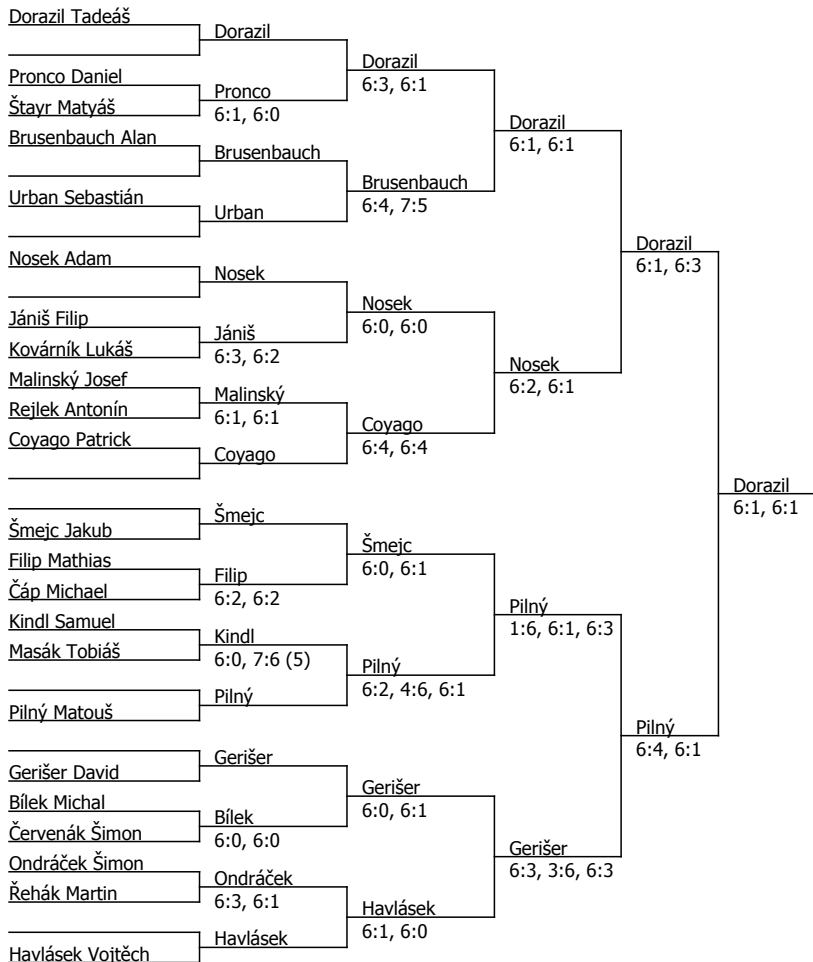 Dorazil Tadeáš
Pronco Daniel
Štayr Matyáš
Brusenbauch Alan
Urban Sebastián
Nosek Adam
Jániš Filip
Kovárník Lukáš
Malinský Josef
Rejlek Antonín
Coyago Patrick
Šmejc Jakub
Filip Mathias
Čáp Michael
Kindl Samuel
Masák Tobiáš
Pilný Matouš
Gerišer David
Bílek Michal
Červenák Šimon
Ondráček Šimon
Řehák Martin
Havlásek Vojtěch
Dorazil
Pronco
6:1, 6:0
Brusenbauch
Urban
Nosek
Jániš
6:3, 6:2
Malinský
6:1, 6:1
Coyago
Šmejc
Filip
6:2, 6:2
Kindl
6:0, 7:6 (5)
Pilný
Gerišer
Bílek
6:0, 6:0
Ondráček
6:3, 6:1
Havlásek
Dorazil
6:3, 6:1
Brusenbauch
6:4, 7:5
Nosek
6:0, 6:0
Coyago
6:4, 6:4
Šmejc
6:0, 6:1
Pilný
6:2, 4:6, 6:1
Gerišer
6:0, 6:1
Havlásek
6:1, 6:0
Dorazil
6:1, 6:1
Nosek
6:2, 6:1
Pilný
1:6, 6:1, 6:3
Gerišer
6:3, 3:6, 6:3
Dorazil
6:1, 6:3
Pilný
6:4, 6:1
Dorazil
6:1, 6:1